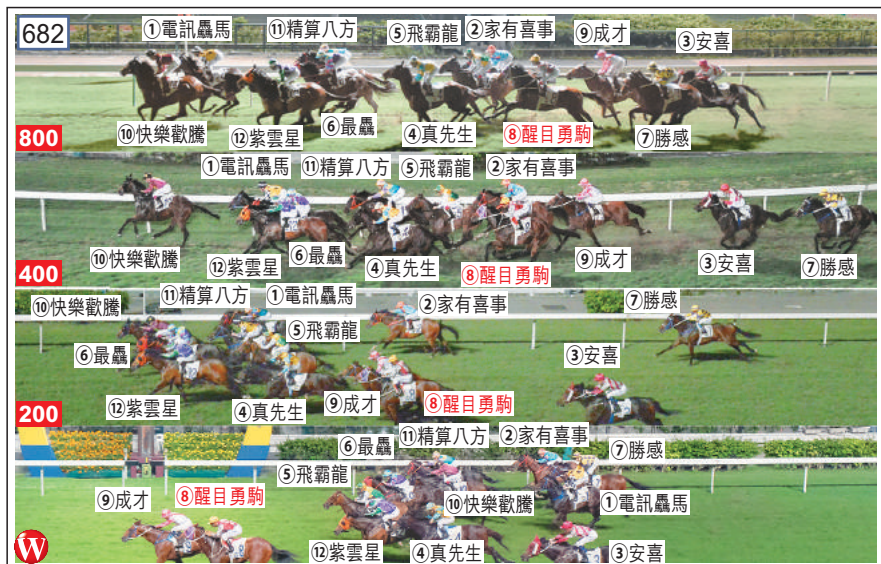 682
①電訊驫馬 ⑪精算八方 ⑤飛霸龍 ②家有喜事 ⑨成才 ③安喜
⑩快樂歡騰 ⑫紫雲星 ⑥最驫 ④真先生 ⑧醒目勇駒 ⑦勝感
800
①電訊驫馬 ⑪精算八方 ⑤飛霸龍 ②家有喜事
⑩快樂歡騰 ⑫紫雲星 ⑥最驫 ④真先生 ⑧醒目勇駒 ⑨成才 ③安喜 ⑦勝感
400
⑩快樂歡騰 ⑪精算八方 ①電訊驫馬 ②家有喜事 ⑦勝感
⑥最驫 ⑤飛霸龍 ③安喜
⑫紫雲星 ④真先生 ⑨成才 ⑧醒目勇駒
200
⑥最驫 ⑪精算八方 ②家有喜事 ⑦勝感
⑤飛霸龍
⑨成才 ⑧醒目勇駒 ⑩快樂歡騰 ①電訊驫馬
⑫紫雲星 ④真先生 ③安喜
W